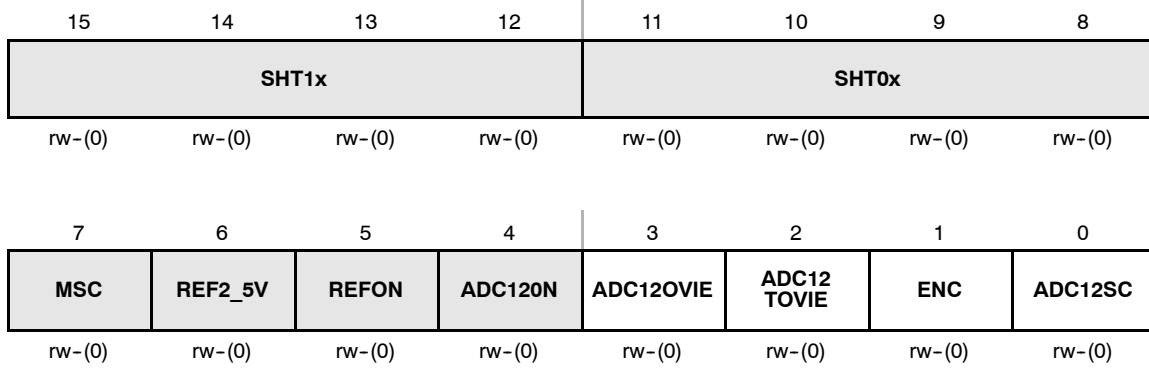 15 14 13 12 11 10 9 8
SHT1x SHT0x
rw-(0) rw-(0) rw-(0) rw-(0) rw-(0) rw-(0) rw-(0) rw-(0)
7 6 5 4 3 2 1 0
MSC REF2_5V REFON ADC120N ADC12OVIE ADC12 TOVIE ENC ADC12SC
rw-(0) rw-(0) rw-(0) rw-(0) rw-(0) rw-(0) rw-(0) rw-(0)